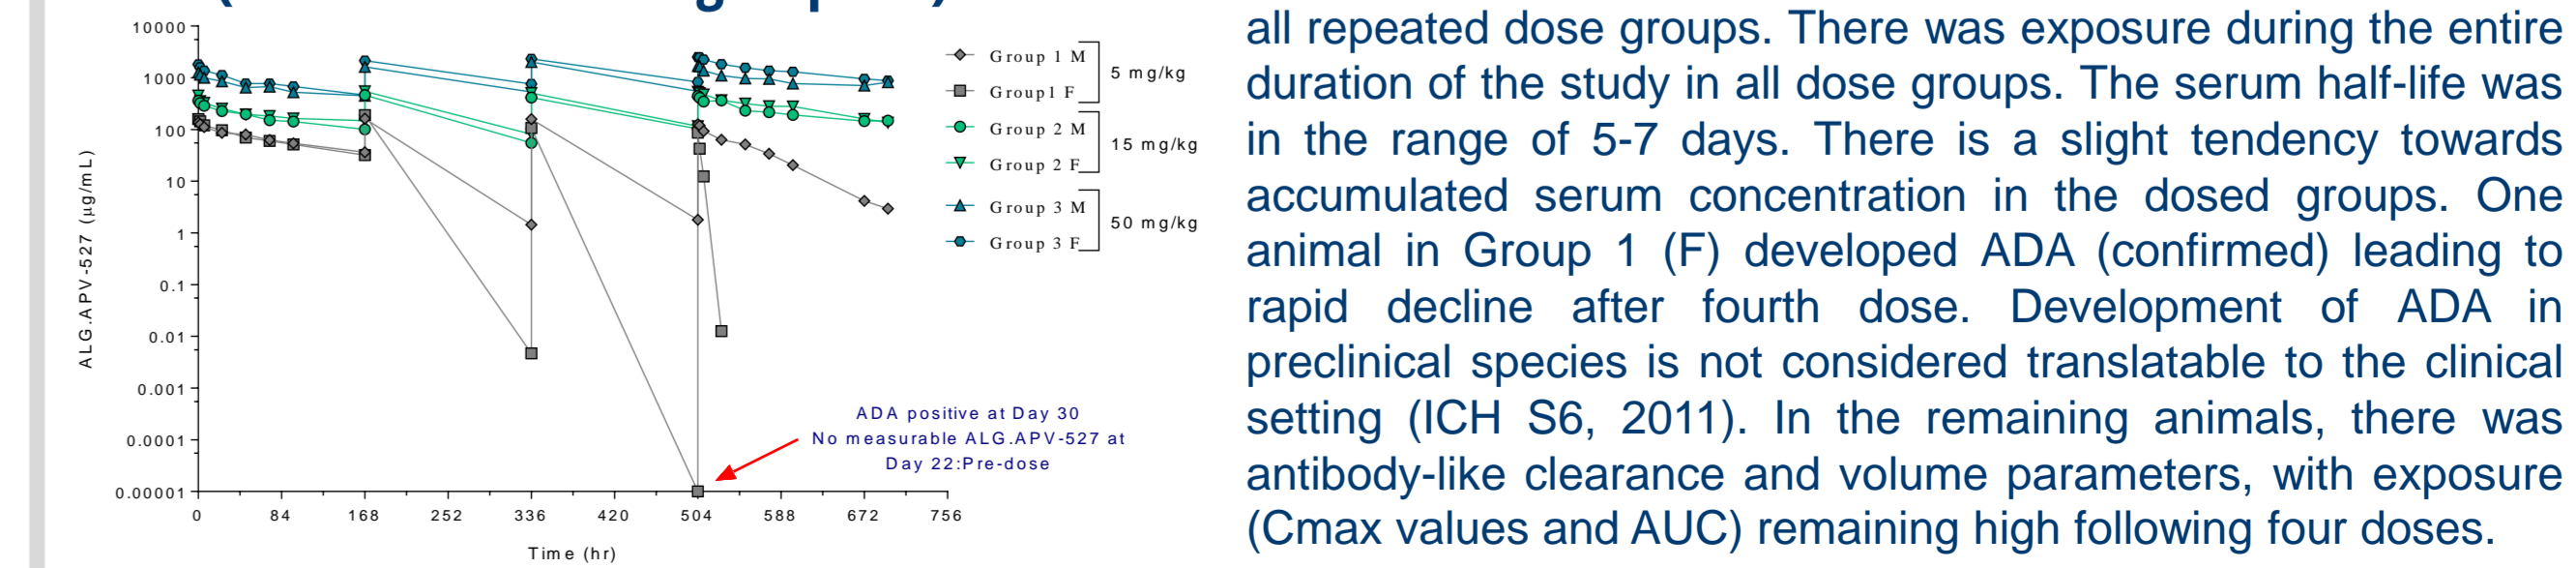 10000
1000
100
10
1
0.1
0.01
0.001
0.0001
0.00001
ALG.APV-527 (µg/mL)
0 84 168 252 336 420 504 588 672 756
Time (hr)
Group 1 M
Group1 F
5 mg/kg
Group 2 M
Group 2 F
15 mg/kg
Group 3 M
Group 3 F
50 mg/kg
ADA positive at Day 30
No measurable ALG.APV-527 at
Day 22:Pre-dose
all repeated dose groups. There was exposure during the entire
duration of the study in all dose groups. The serum half-life was
in the range of 5-7 days. There is a slight tendency towards
accumulated serum concentration in the dosed groups. One
animal in Group 1 (F) developed ADA (confirmed) leading to
rapid decline after fourth dose. Development of ADA in
preclinical species is not considered translatable to the clinical
setting (ICH S6, 2011). In the remaining animals, there was
antibody-like clearance and volume parameters, with exposure
(Cmax values and AUC) remaining high following four doses.